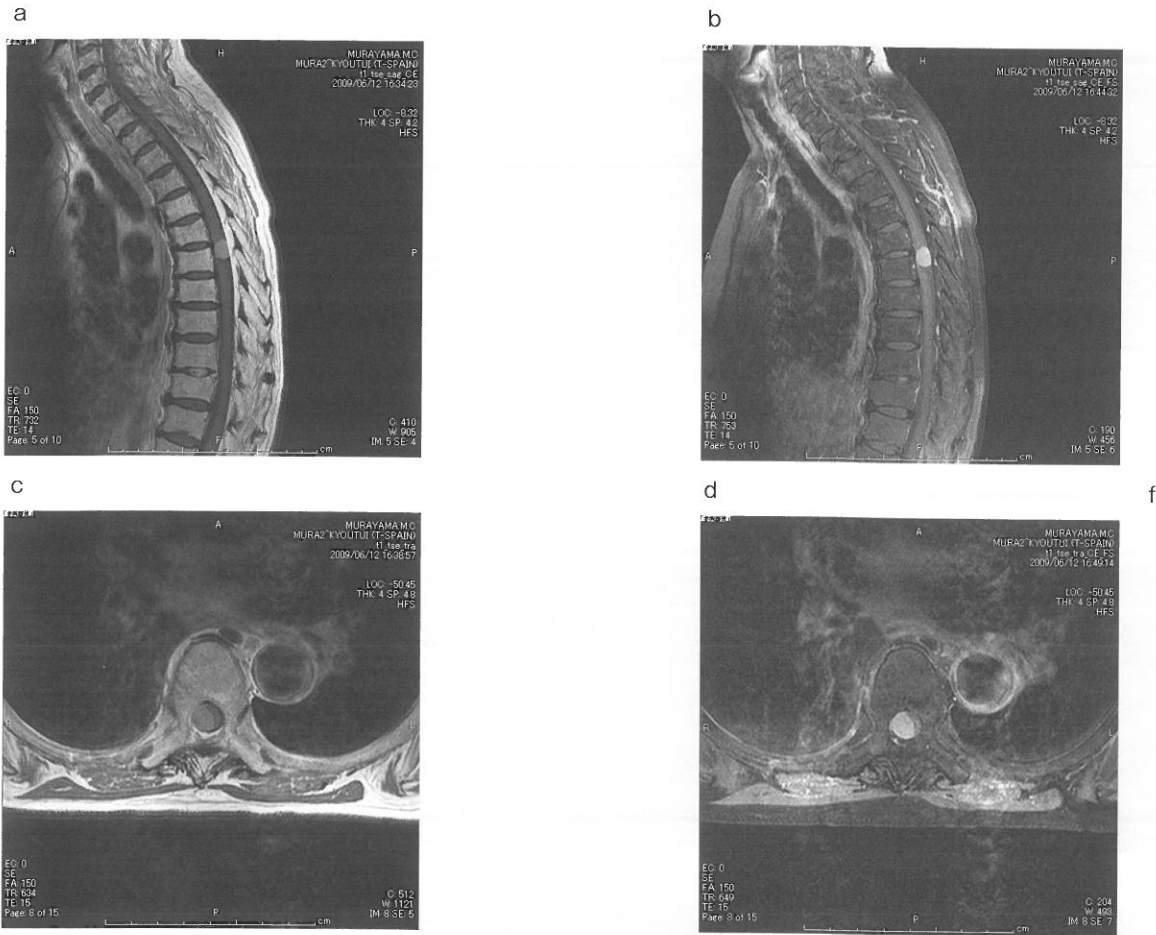 a
MURAYAMA M.C
MURA2^KYOUTUI (T-SPAIN)
t1_tse_sag_CE
2009/06/12 16:34:23
LOC: -8.32
THK: 4 SP: 4.2
HFS
H
A
P
EC: 0
SE
FA: 150
TR: 732
TE: 14
Page: 5 of 10
F
cm
C: 410
W: 905
IM: 5 SE: 4
b
MURAYAMA M.C
MURA2^KYOUTUI (T-SPAIN)
t1_tse_sag_CE_FS
2009/06/12 16:44:32
LOC: -8.32
THK: 4 SP: 4.2
HFS
H
A
P
EC: 0
SE
FA: 150
TR: 753
TE: 14
Page: 5 of 10
F
cm
C: 190
W: 456
IM: 5 SE: 6
c
MURAYAMA M.C
MURA2^KYOUTUI (T-SPAIN)
t1_tse_tra
2009/06/12 16:38:57
LOC: -50.45
THK: 4 SP: 4.8
HFS
A
R
EC: 0
SE
FA: 150
TR: 634
TE: 15
Page: 8 of 15
P
cm
C: 512
W: 1121
IM: 8 SE: 5
d
MURAYAMA M.C
MURA2^KYOUTUI (T-SPAIN)
t1_tse_tra_CE_FS
2009/06/12 16:49:14
LOC: -50.45
THK: 4 SP: 4.8
HFS
A
R
L
EC: 0
SE
FA: 150
TR: 649
TE: 15
Page: 8 of 15
P
cm
C: 204
W: 493
IM: 8 SE: 7
f